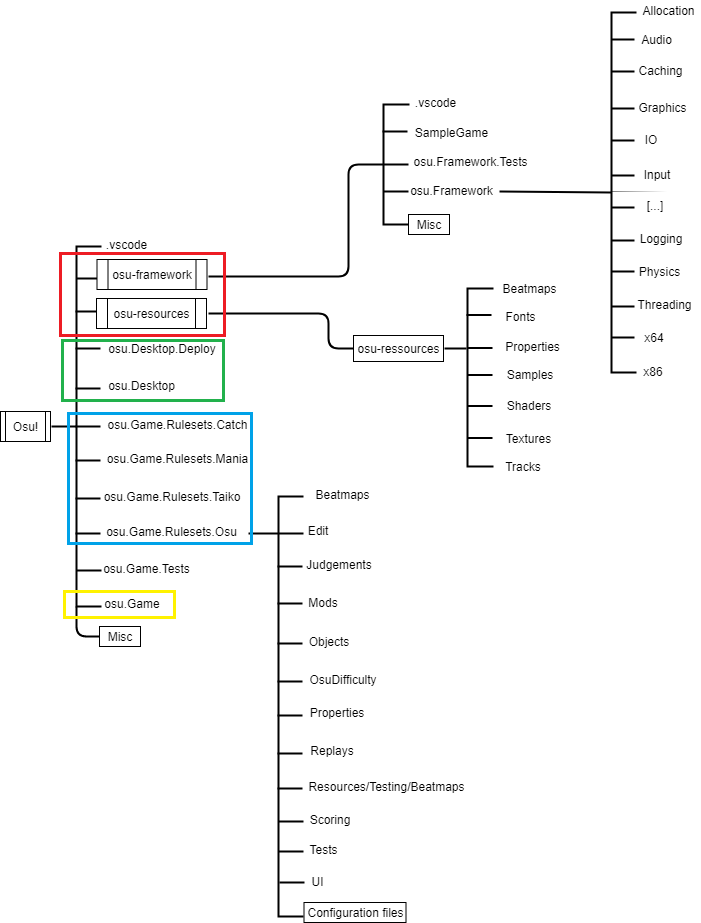 Allocation
Audio
Caching
Graphics
IO
Input
[...]
Logging
Physics
Threading
x64
x86
.vscode
SampleGame
osu.Framework.Tests
osu.Framework
Misc
.vscode
osu-framework
osu-resources
osu.Desktop.Deploy
osu.Desktop
Osu!
osu.Game.Rulesets.Catch
osu.Game.Rulesets.Mania
osu.Game.Rulesets.Taiko
osu.Game.Rulesets.Osu
osu.Game.Tests
osu.Game
Misc
osu-ressources
Beatmaps
Fonts
Properties
Samples
Shaders
Textures
Tracks
Beatmaps
Edit
Judgements
Mods
Objects
OsuDifficulty
Properties
Replays
Resources/Testing/Beatmaps
Scoring
Tests
UI
Configuration files